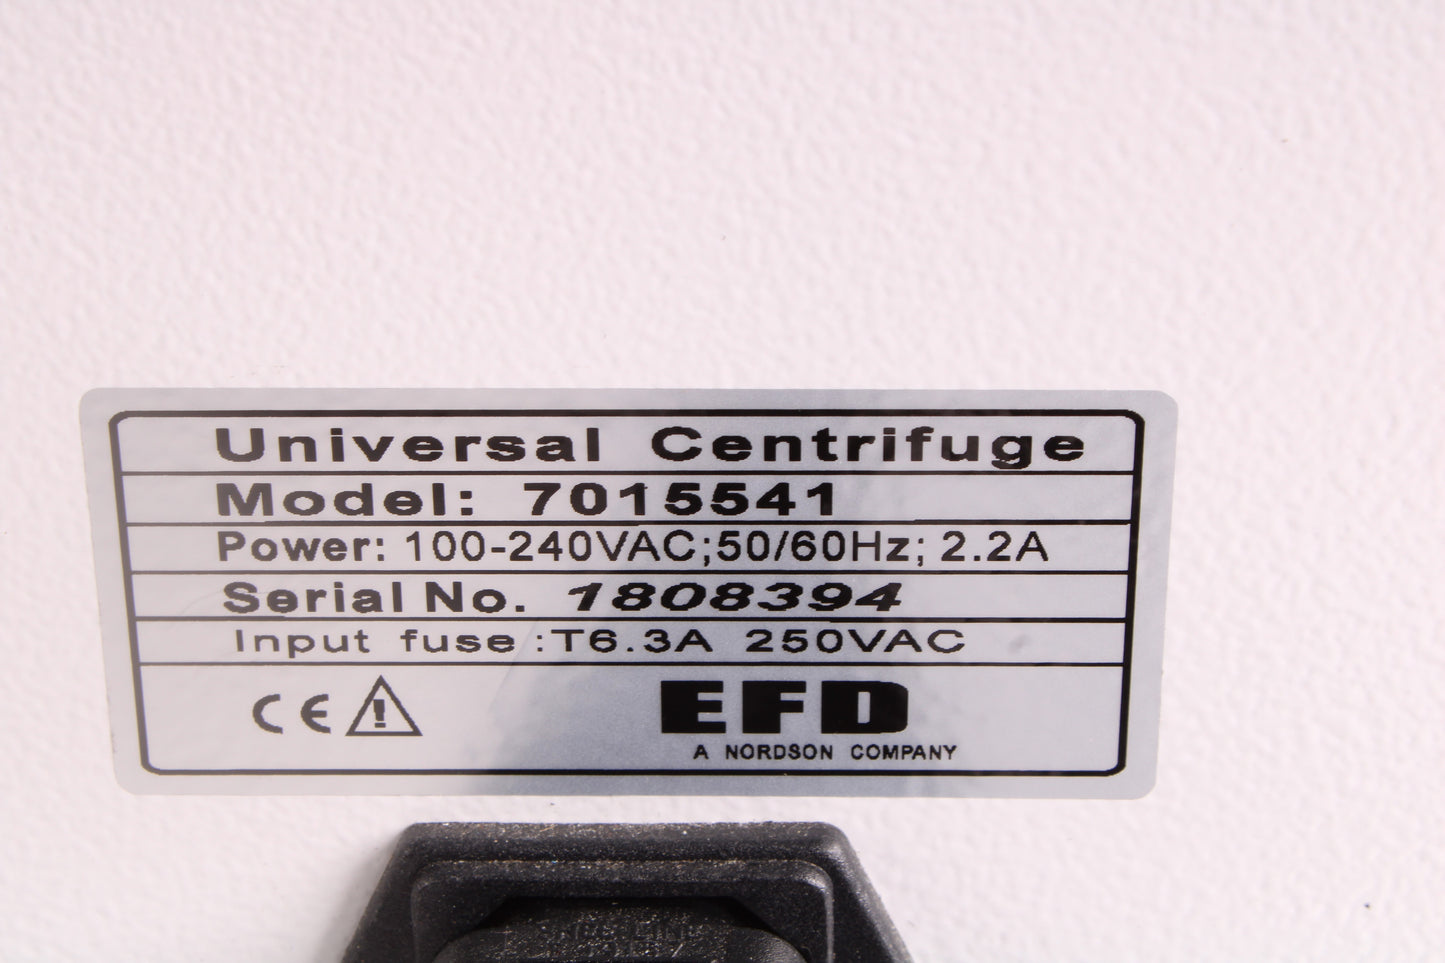 Universal Centrifuge
Model: 7015541
Power: 100-240VAC;50/60Hz; 2.2A
Serial No. 1808394
Input fuse :T6.3A 250VAC
CE
EFD
A NORDSON COMPANY